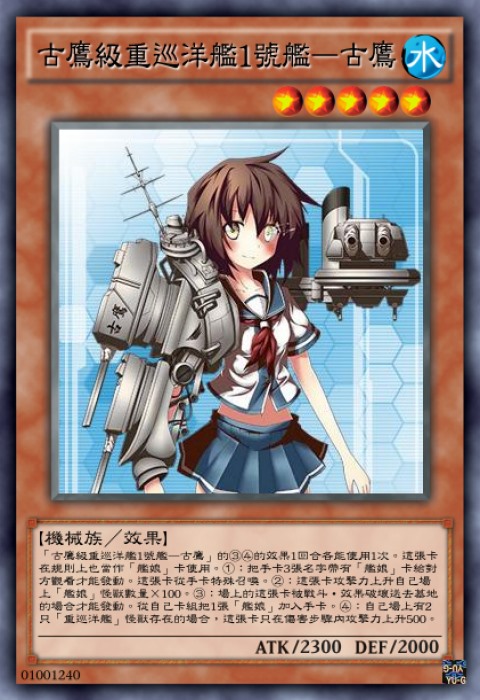 古鷹級重巡洋艦1號艦—古鷹
水
古鷹
【機械族／效果】
「古鷹級重巡洋艦1號艦—古鷹」的③④的效果1回合各能使用1次。這張卡
在規則上也當作「艦娘」卡使用。①：把手卡3張名字帶有「艦娘」卡給對
方觀看才能發動。這張卡從手卡特殊召喚。②：這張卡攻擊力上升自己場
上「艦娘」怪獸數量×100。③：場上的這張卡被戰斗·效果破壞送去墓地
的場合才能發動。從自己卡組把1張「艦娘」加入手卡。④：自己場上有2
只「重巡洋艦」怪獸存在的場合，這張卡只在傷害步驟內攻擊力上升500。
ATK/2300 DEF/2000
01001240